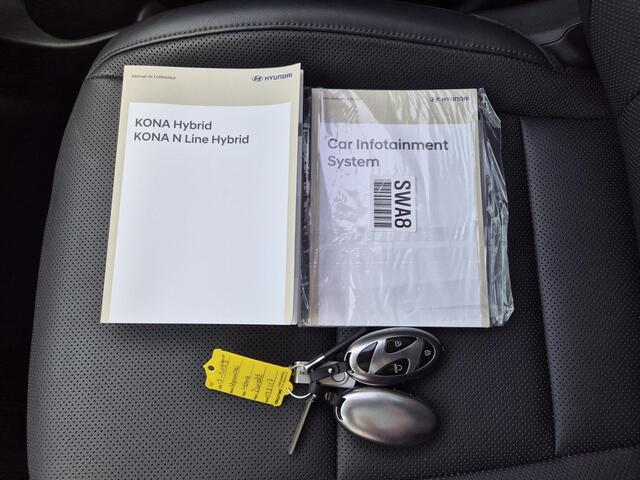 Manuel de l'utilisateur
HYUNDAI
KONA Hybrid
KONA N Line Hybrid
HYUNDAI
Car Infotainment
System
SWA8